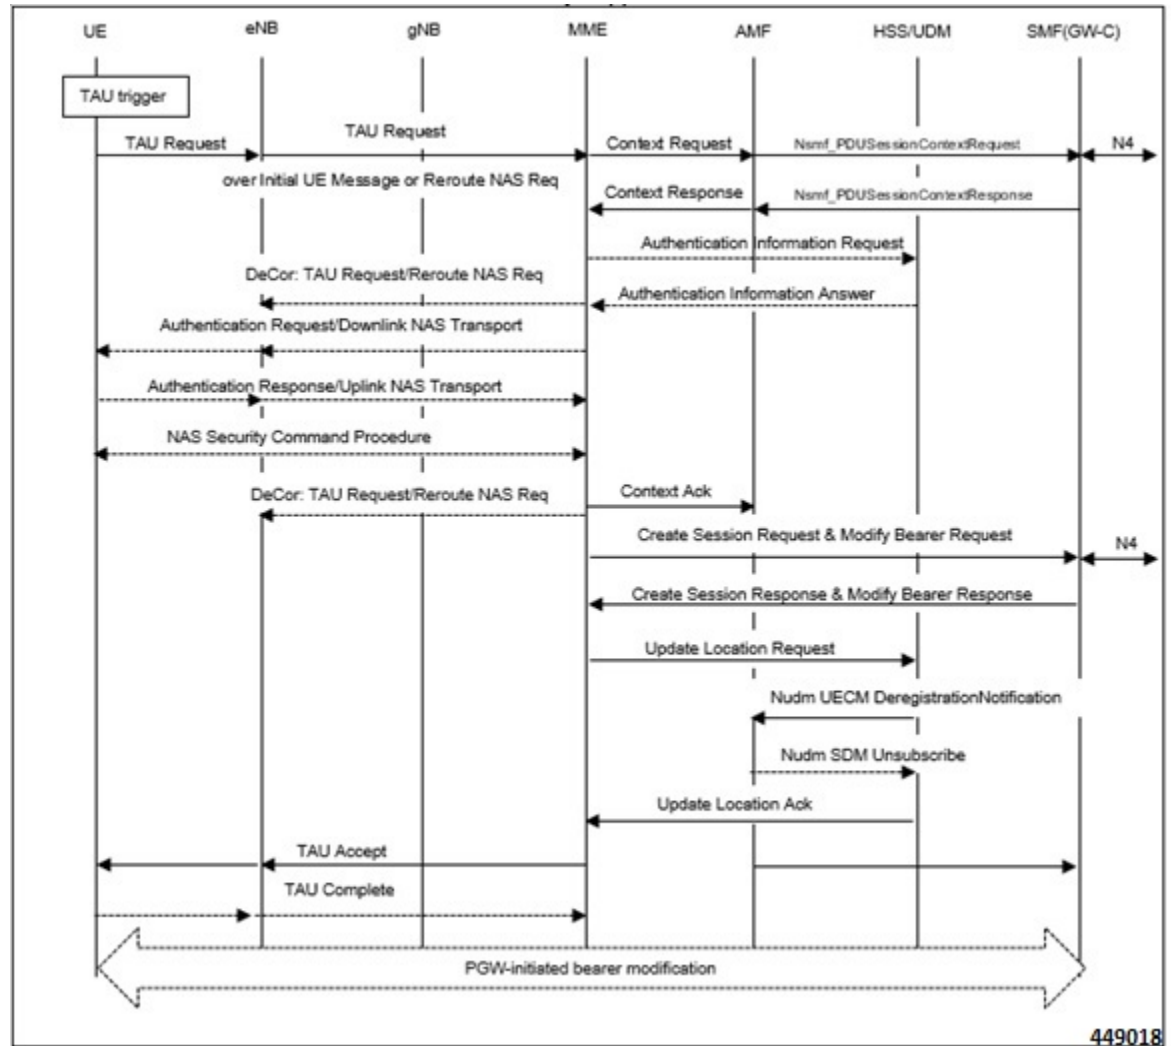 UE eNB gNB MME AMF HSS/UDM SMF(GW-C)
TAU trigger
TAU Request TAU Request Context Request Nsmf_PDUSessionContextRequest N4
over Initial UE Message or Reroute NAS Req
Context Response Nsmf_PDUSessionContextResponse
Authentication Information Request
DeCor: TAU Request/Reroute NAS Req
Authentication Information Answer
Authentication Request/Downlink NAS Transport
Authentication Response/Uplink NAS Transport
NAS Security Command Procedure
DeCor: TAU Request/Reroute NAS Req
Context Ack
Create Session Request & Modify Bearer Request N4
Create Session Response & Modify Bearer Response
Update Location Request
Nudm UECM DeregistrationNotification
Nudm SDM Unsubscribe
Update Location Ack
TAU Accept
TAU Complete
PGW-initiated bearer modification
449018